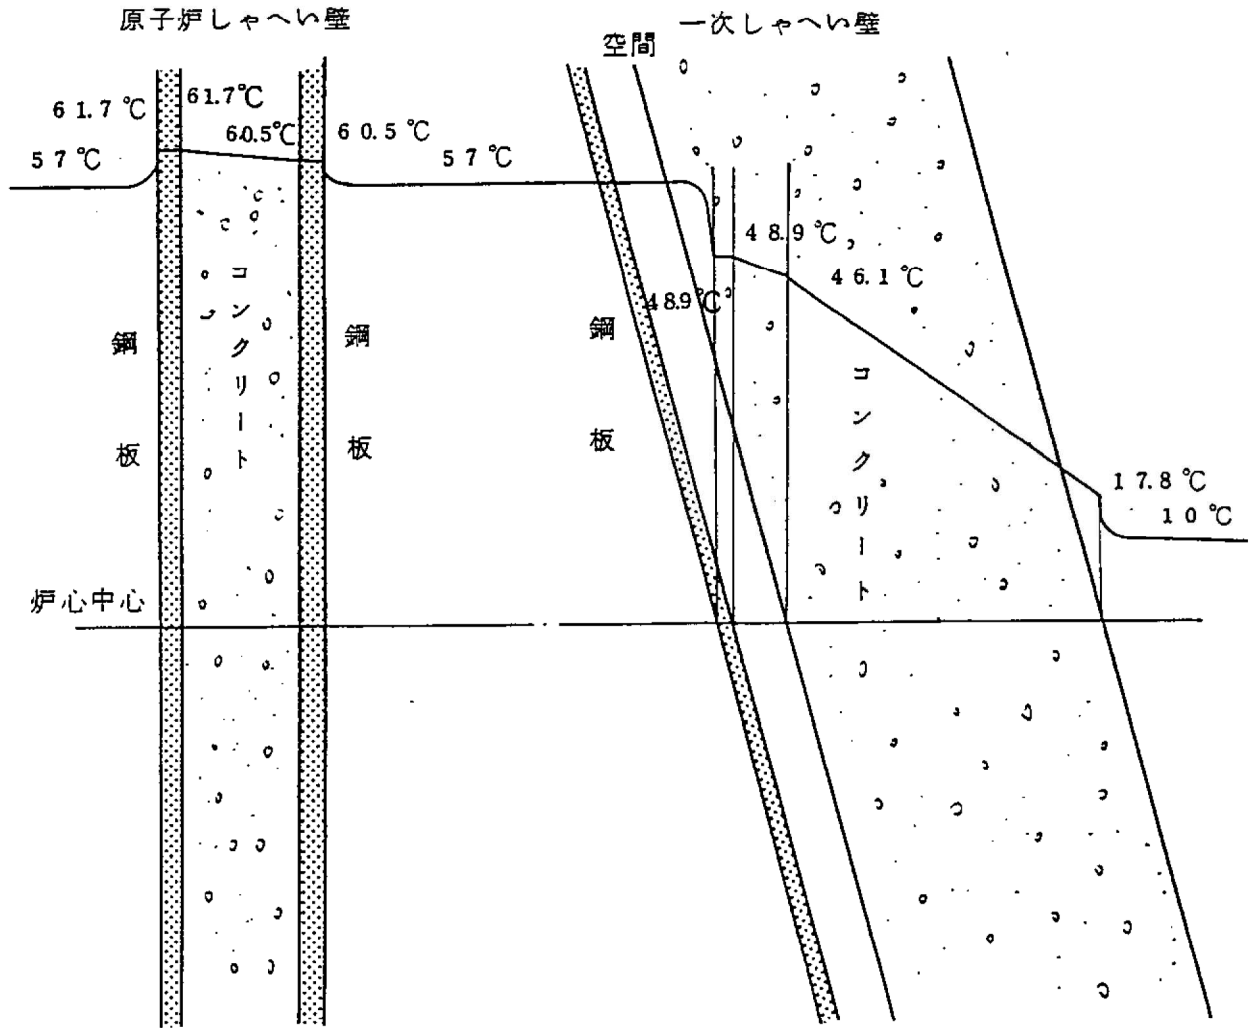 原子炉しゃへい壁
一次しゃへい壁
空間
61.7℃
61.7℃
60.5℃
60.5℃
57℃
57℃
48.9℃
48.9℃
46.1℃
17.8℃
10℃
鋼板
コンクリート
鋼板
鋼板
コンクリート
炉心中心